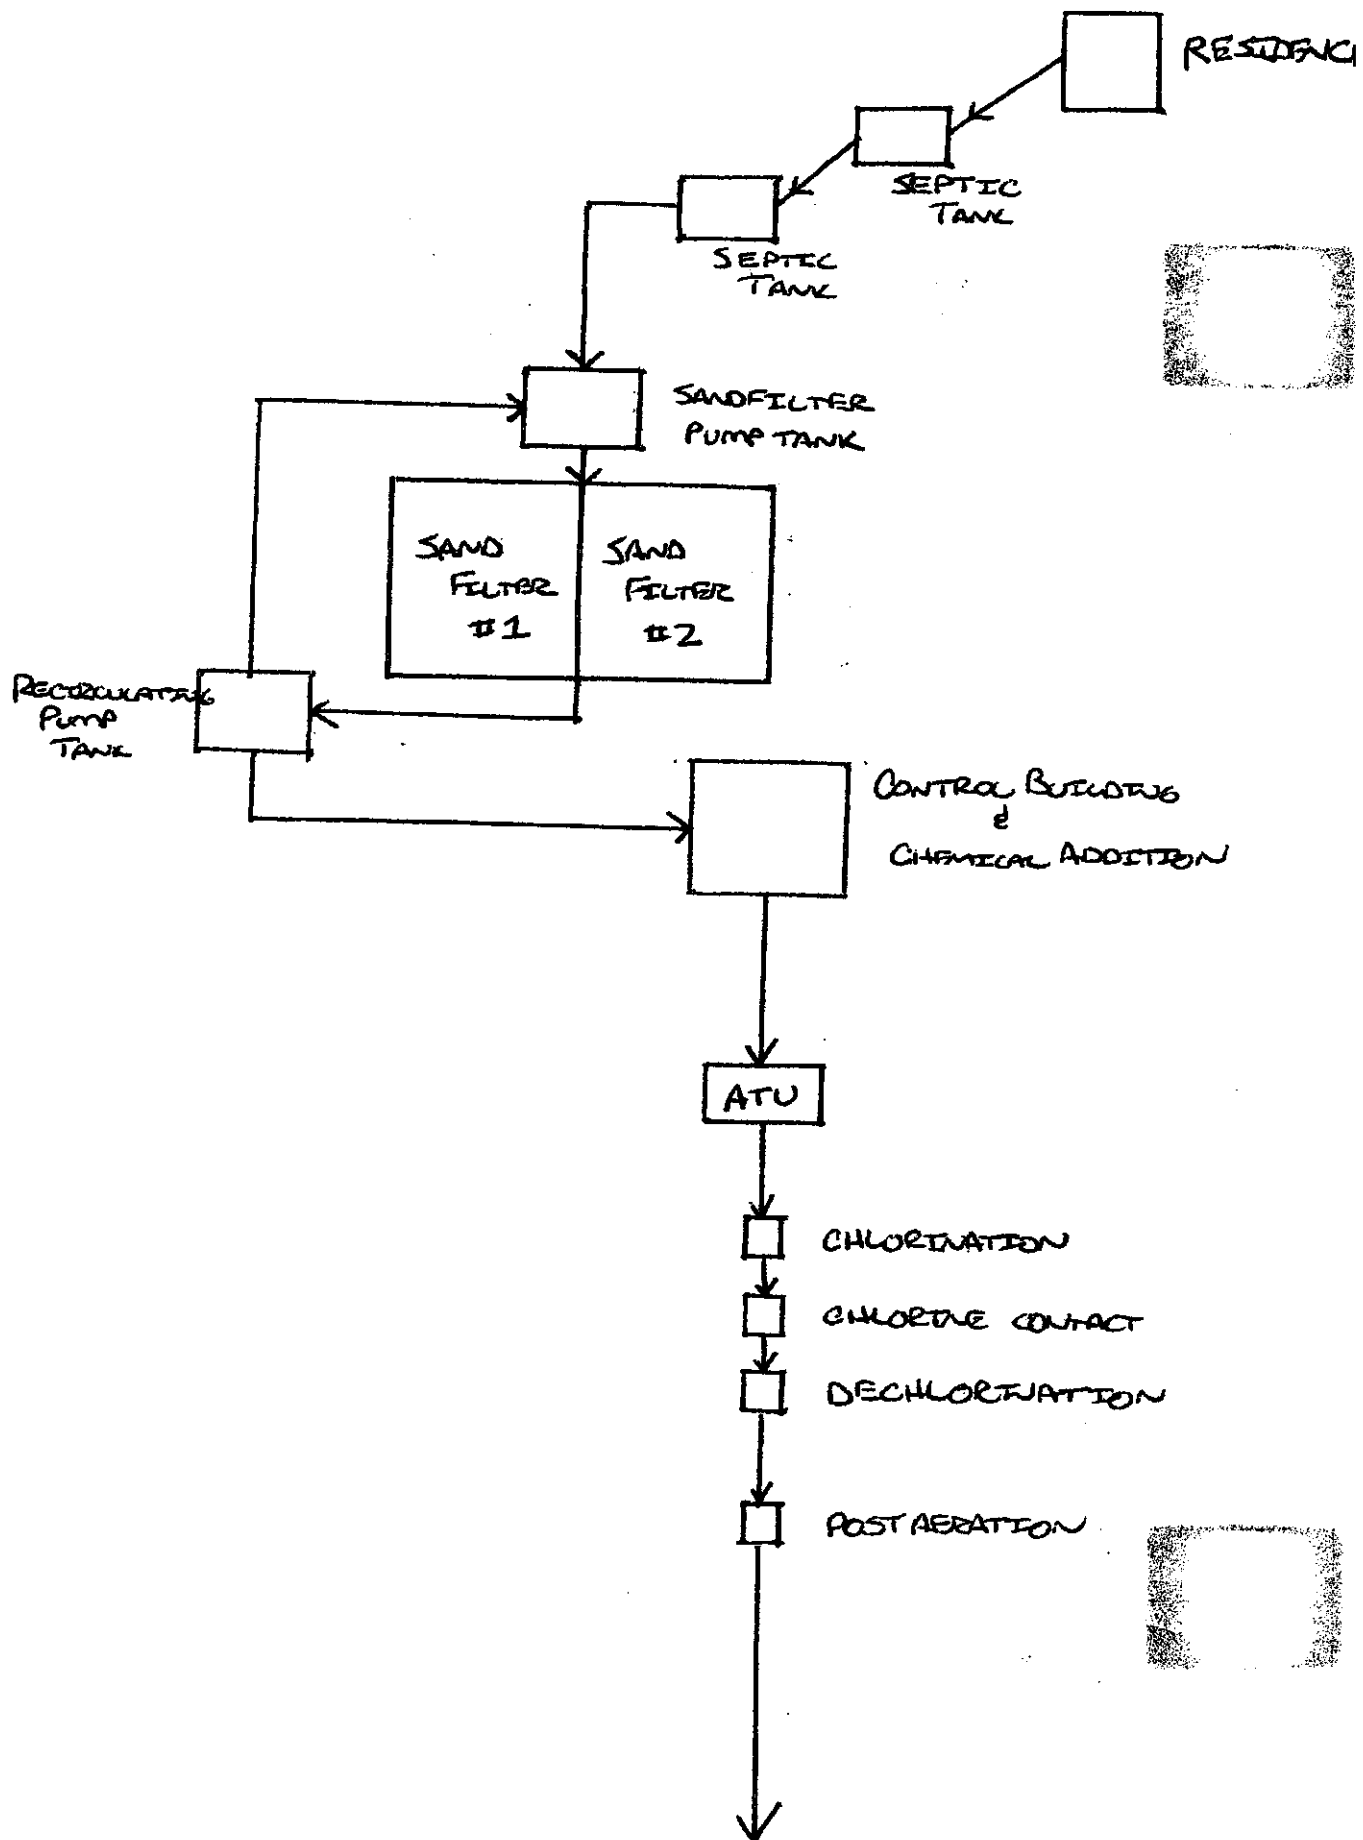 RESIDENC
SEPTIC
TANK
SEPTIC
TANK
SANDFILTER
PUMP TANK
SAND
FILTER
#1
SAND
FILTER
#2
RECIRCULATING
PUMP
TANK
CONTROL BUILDING
&
CHEMICAL ADDITION
ATU
CHLORINATION
CHLORINE CONTACT
DECHLORINATION
POST AERATION